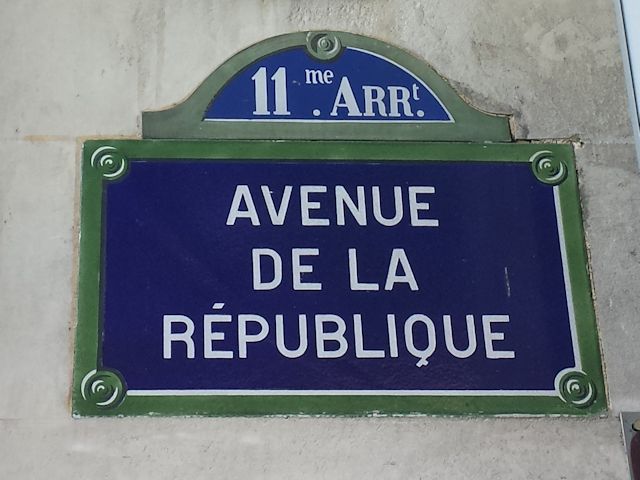 11me. ARRt.
AVENUE
DE LA
RÉPUBLIQUE